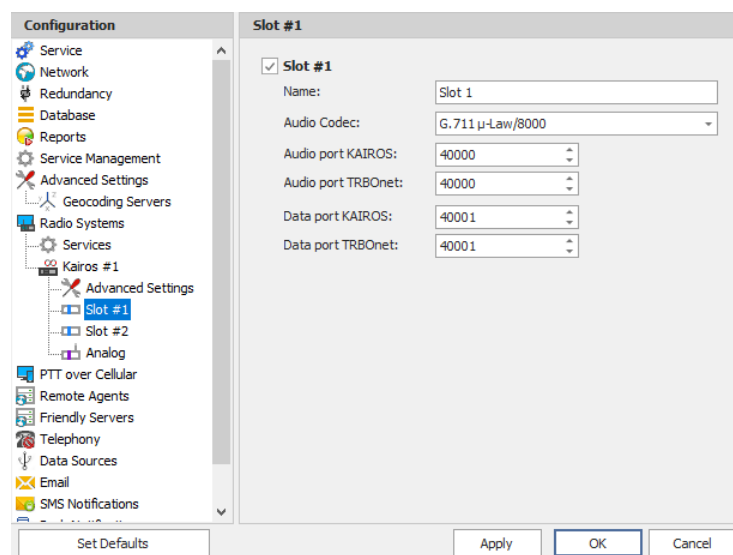 Configuration
Service
Network
Redundancy
Database
Reports
Service Management
Advanced Settings
Geocoding Servers
Radio Systems
Services
Kairos #1
Advanced Settings
Slot #1
Slot #2
Analog
PTT over Cellular
Remote Agents
Friendly Servers
Telephony
Data Sources
Email
SMS Notifications
Set Defaults
Slot #1
Slot #1
Name: Slot 1
Audio Codec: G.711 µ-Law/8000
Audio port KAIROS: 40000
Audio port TRBOnet: 40000
Data port KAIROS: 40001
Data port TRBOnet: 40001
Apply OK Cancel